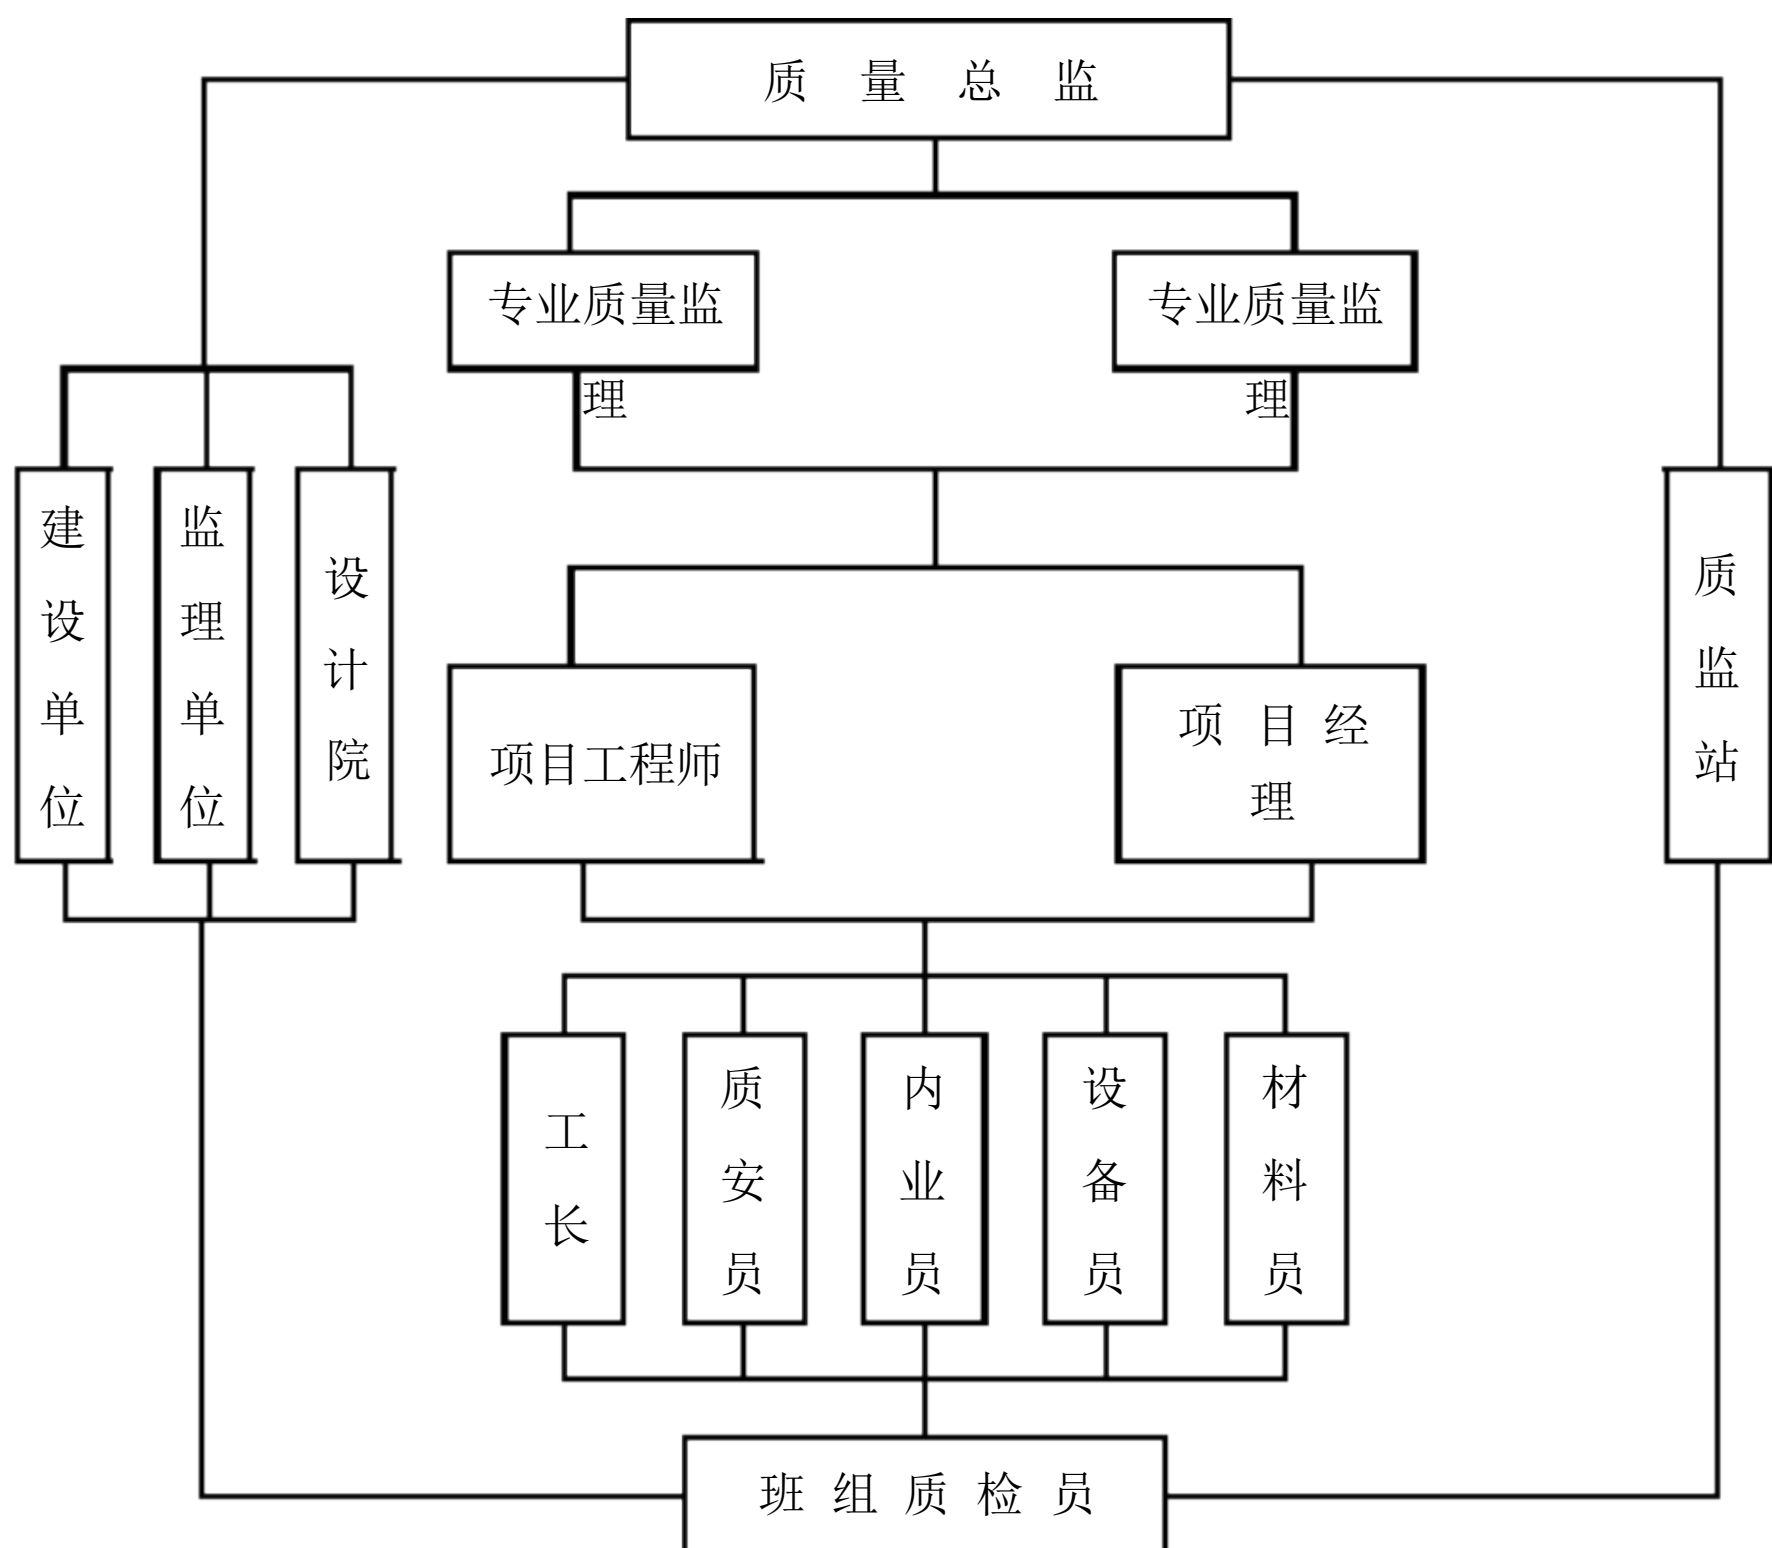 质量总监
专业质量监
理
专业质量监
理
建设单位
监理单位
设计院
项目工程师
项目经
理
质监站
工长
质安员
内业员
设备员
材料员
班组质检员